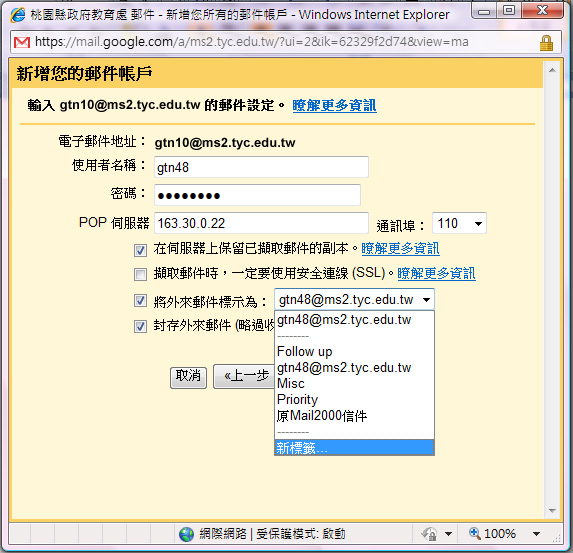 桃園縣政府教育處 郵件 - 新增您所有的郵件帳戶 - Windows Internet Explorer
https://mail.google.com/a/ms2.tyc.edu.tw/?ui=2&ik=62329f2d74&view=ma
新增您的郵件帳戶
輸入 gtn10@ms2.tyc.edu.tw 的郵件設定。 瞭解更多資訊
電子郵件地址： gtn10@ms2.tyc.edu.tw
使用者名稱： gtn48
密碼： ●●●●●●●●
POP 伺服器 163.30.0.22 通訊埠： 110
在伺服器上保留已擷取郵件的副本。瞭解更多資訊
擷取郵件時，一定要使用安全連線 (SSL)。瞭解更多資訊
將外來郵件標示為： gtn48@ms2.tyc.edu.tw
封存外來郵件 (略過收
gtn48@ms2.tyc.edu.tw
--------
Follow up
gtn48@ms2.tyc.edu.tw
Misc
Priority
原Mail2000信件
--------
新標籤...
取消 «上一步
網際網路 | 受保護模式: 啟動 100%